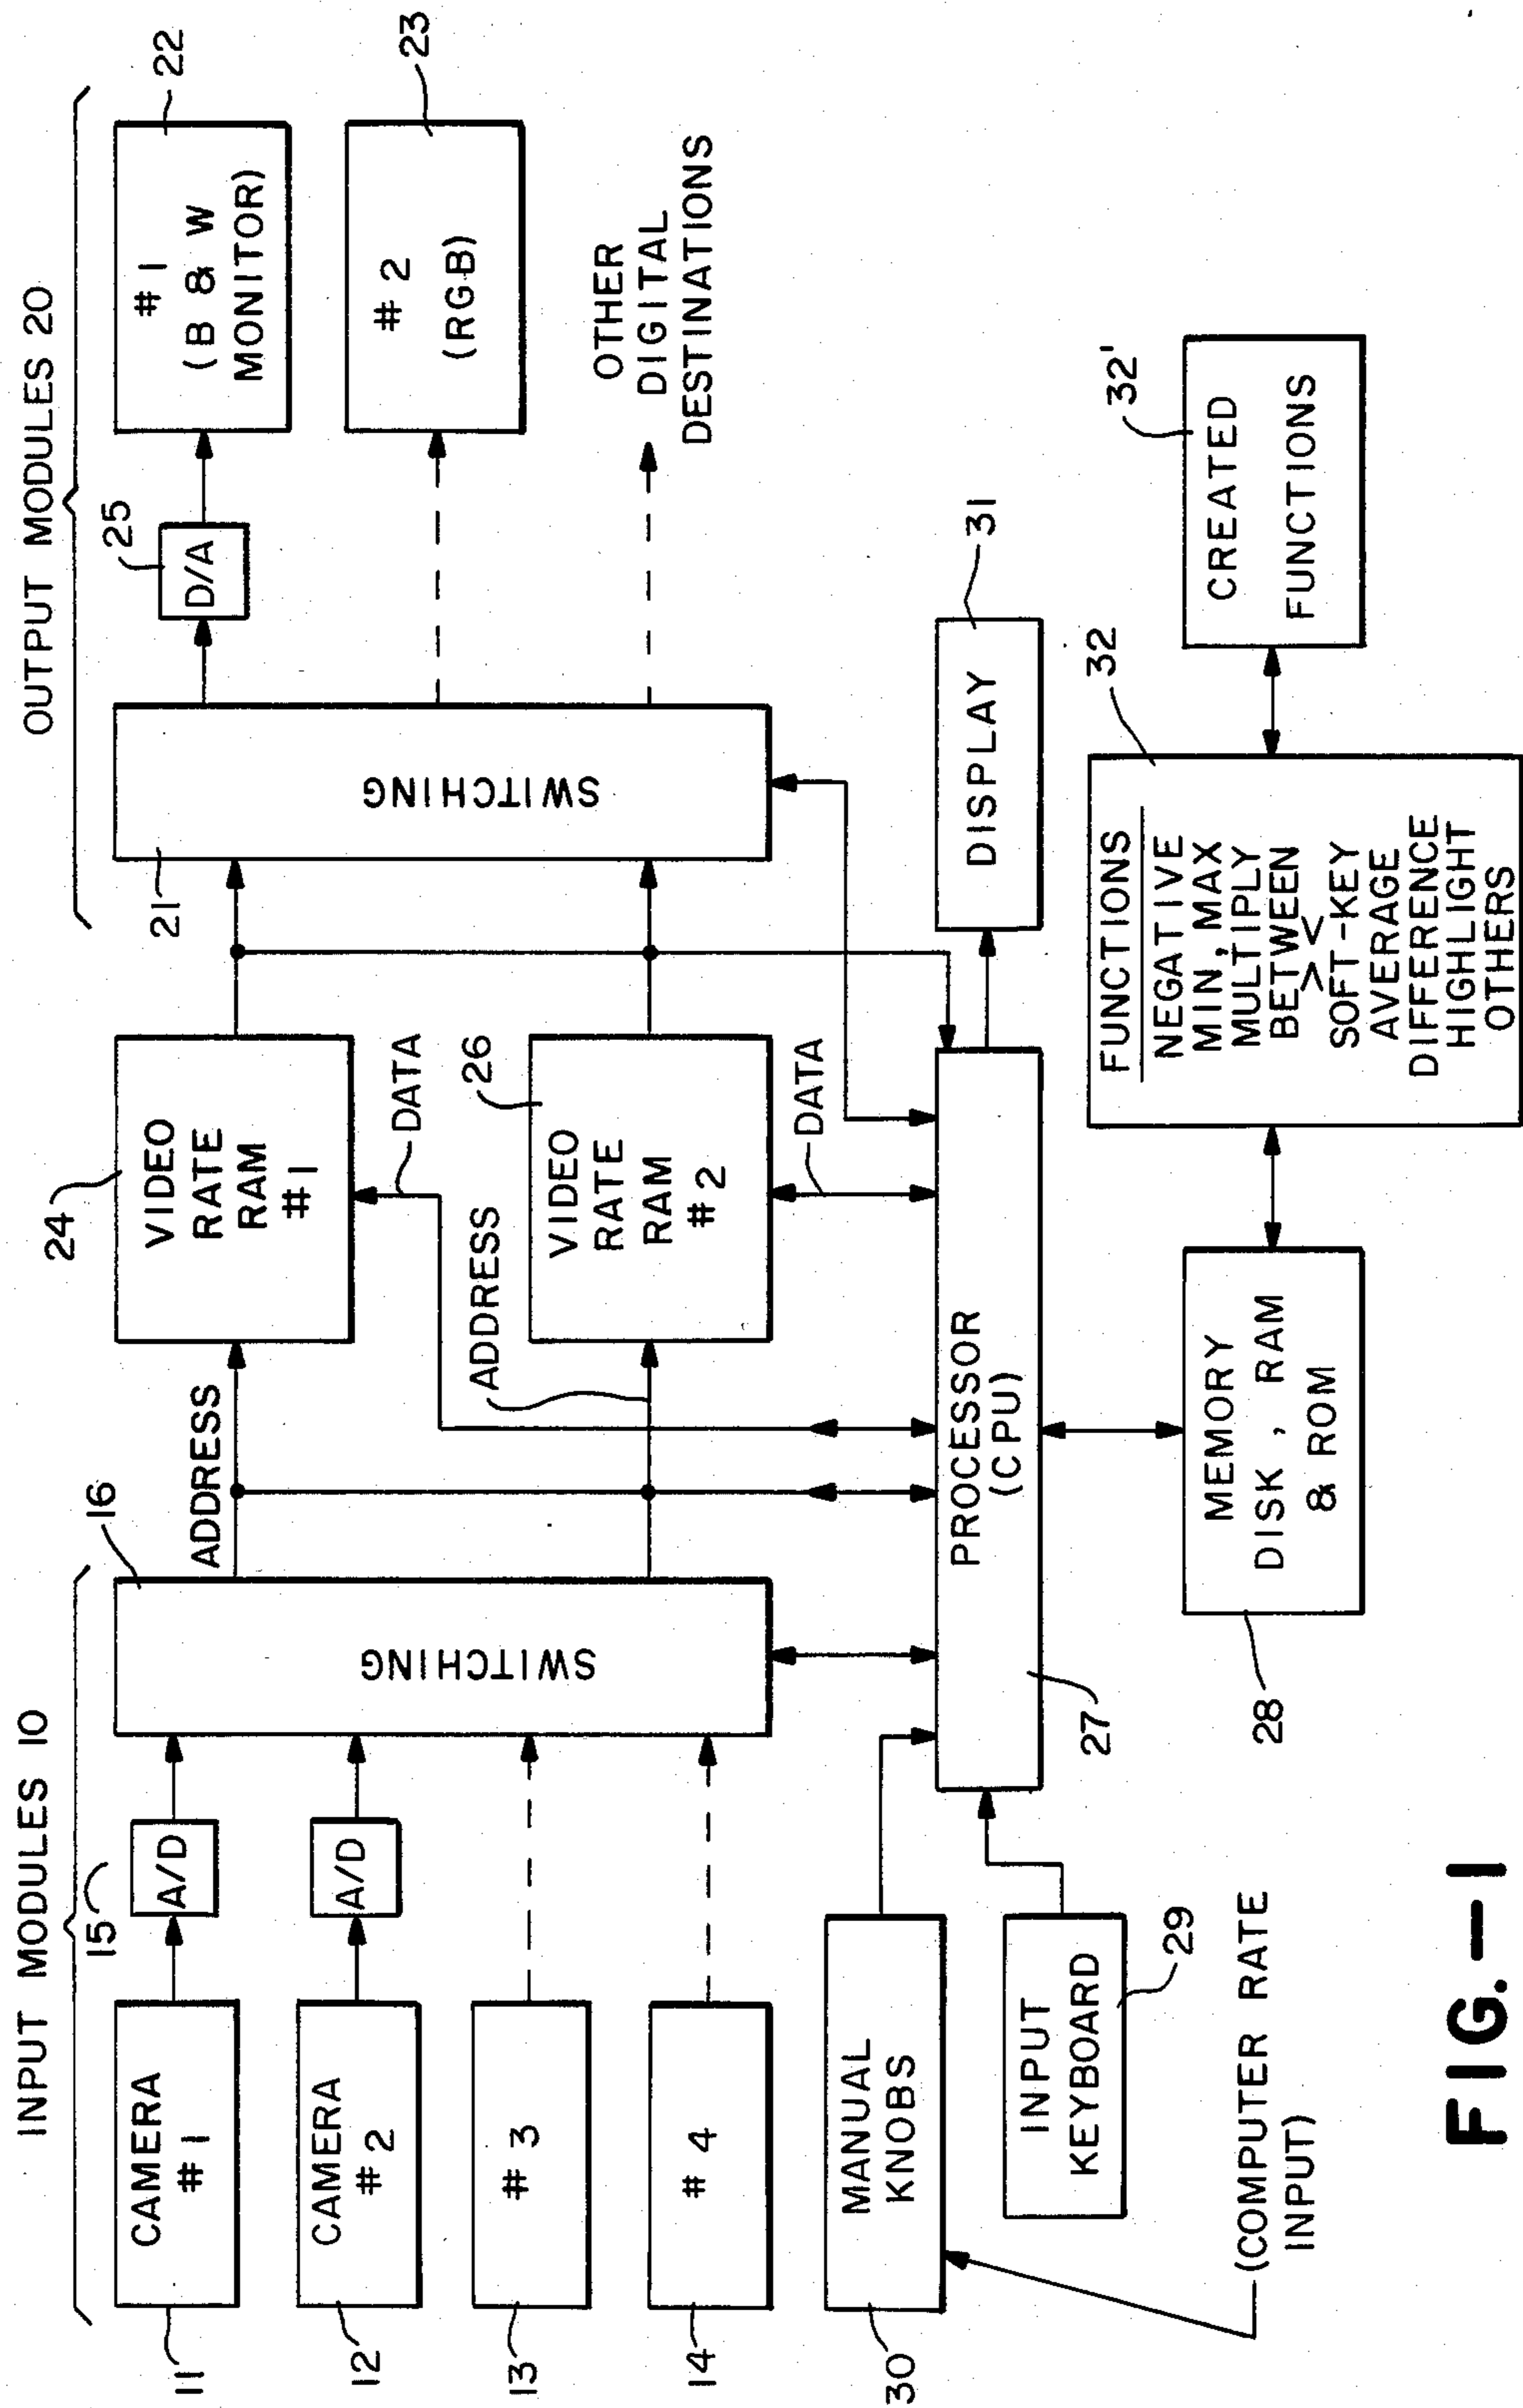 INPUT MODULES 10
OUTPUT MODULES 20
11
CAMERA
# 1
15
A/D
12
CAMERA
# 2
A/D
13
# 3
14
# 4
16
SWITCHING
ADDRESS
24
VIDEO
RATE
RAM
# 1
DATA
ADDRESS
26
VIDEO
RATE
RAM
# 2
DATA
21
SWITCHING
25
D/A
22
# 1
(B & W
MONITOR)
23
# 2
(RGB)
OTHER
DIGITAL
DESTINATIONS
30
MANUAL
KNOBS
INPUT
KEYBOARD
29
(COMPUTER RATE
INPUT)
PROCESSOR
(CPU)
27
DISPLAY
31
28
MEMORY
DISK, RAM
& ROM
32
FUNCTIONS
NEGATIVE
MIN, MAX
MULTIPLY
BETWEEN
> <
SOFT-KEY
AVERAGE
DIFFERENCE
HIGHLIGHT
OTHERS
32'
CREATED
FUNCTIONS
FIG.-1